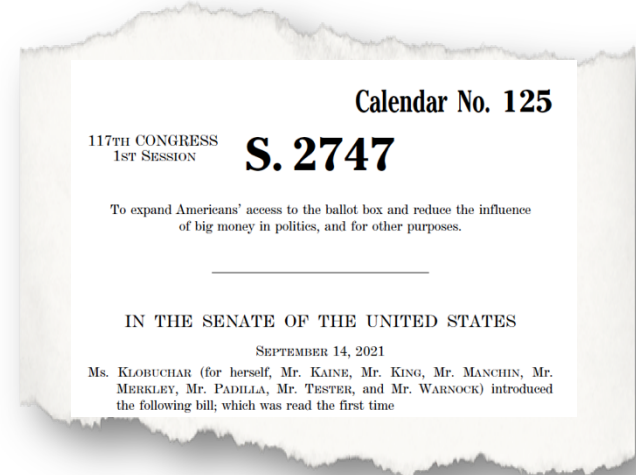 Calendar No. 125
117TH CONGRESS
1ST SESSION
S. 2747
To expand Americans’ access to the ballot box and reduce the influence
of big money in politics, and for other purposes.
IN THE SENATE OF THE UNITED STATES
SEPTEMBER 14, 2021
Ms. KLOBUCHAR (for herself, Mr. KAINE, Mr. KING, Mr. MANCHIN, Mr.
MERKLEY, Mr. PADILLA, Mr. TESTER, and Mr. WARNOCK) introduced
the following bill; which was read the first time